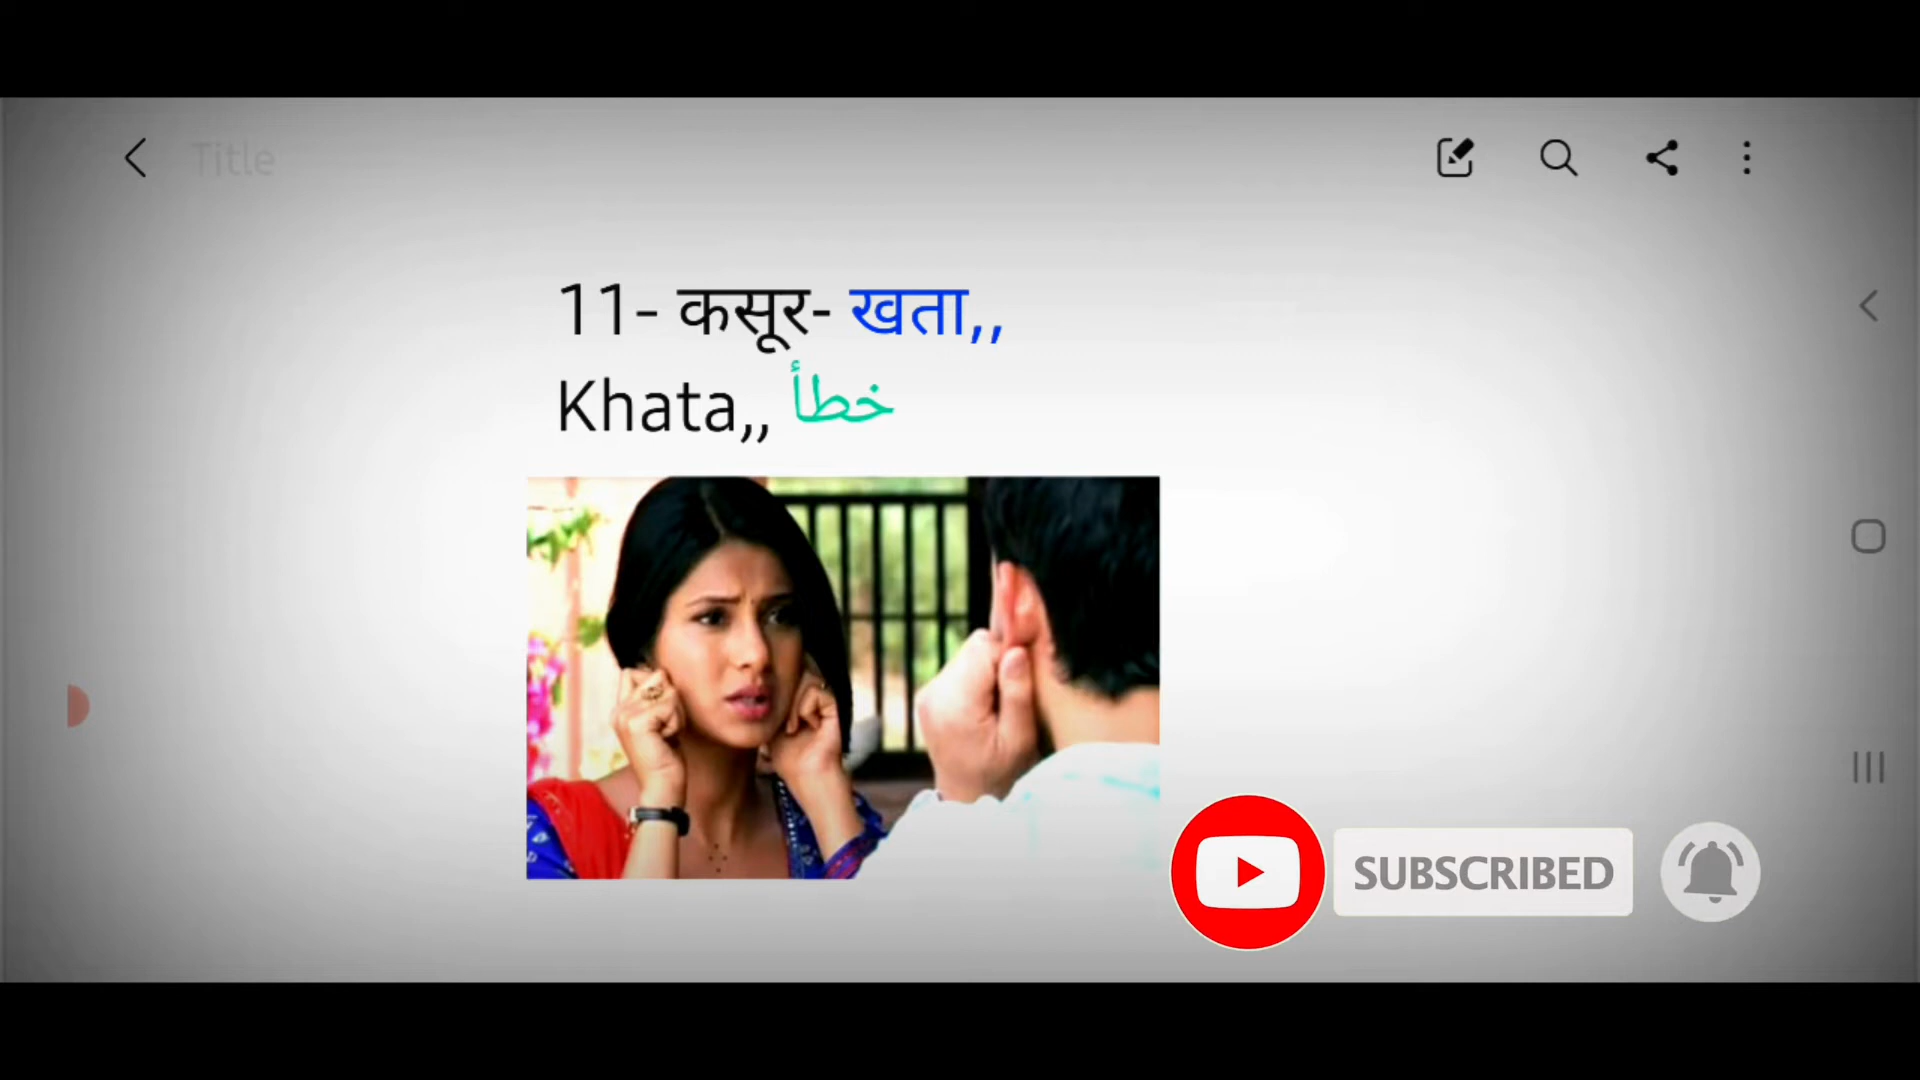 Title
11- कसूर- खता,,
Khata,, خطأ
SUBSCRIBED